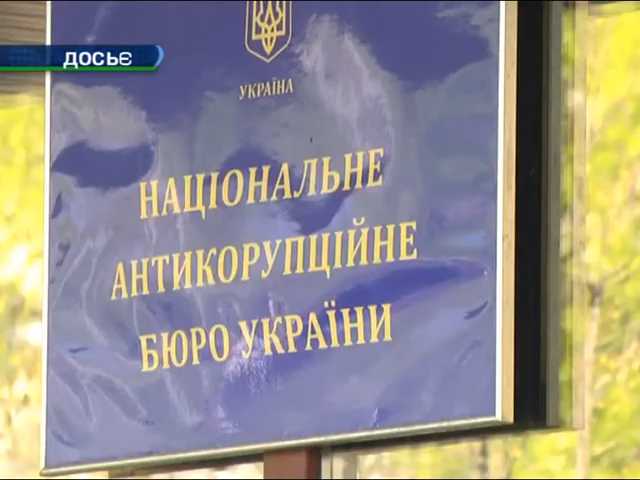 ДОСЬЄ
УКРАЇНА
НАЦІОНАЛЬНЕ
АНТИКОРУПЦІЙНЕ
БЮРО УКРАЇНИ